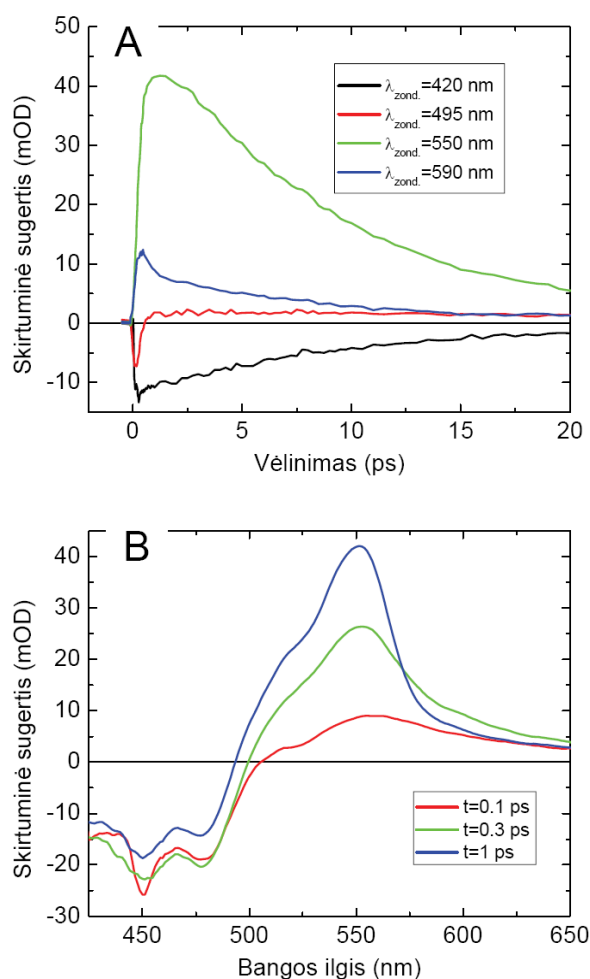 A
50
40
30
20
10
0
-10
Skirtuminė sugertis (mOD)
λzond.=420 nm
λzond.=495 nm
λzond.=550 nm
λzond.=590 nm
0 5 10 15 20
Vėlinimas (ps)
B
40
30
20
10
0
-10
-20
-30
Skirtuminė sugertis (mOD)
t=0.1 ps
t=0.3 ps
t=1 ps
450 500 550 600 650
Bangos ilgis (nm)